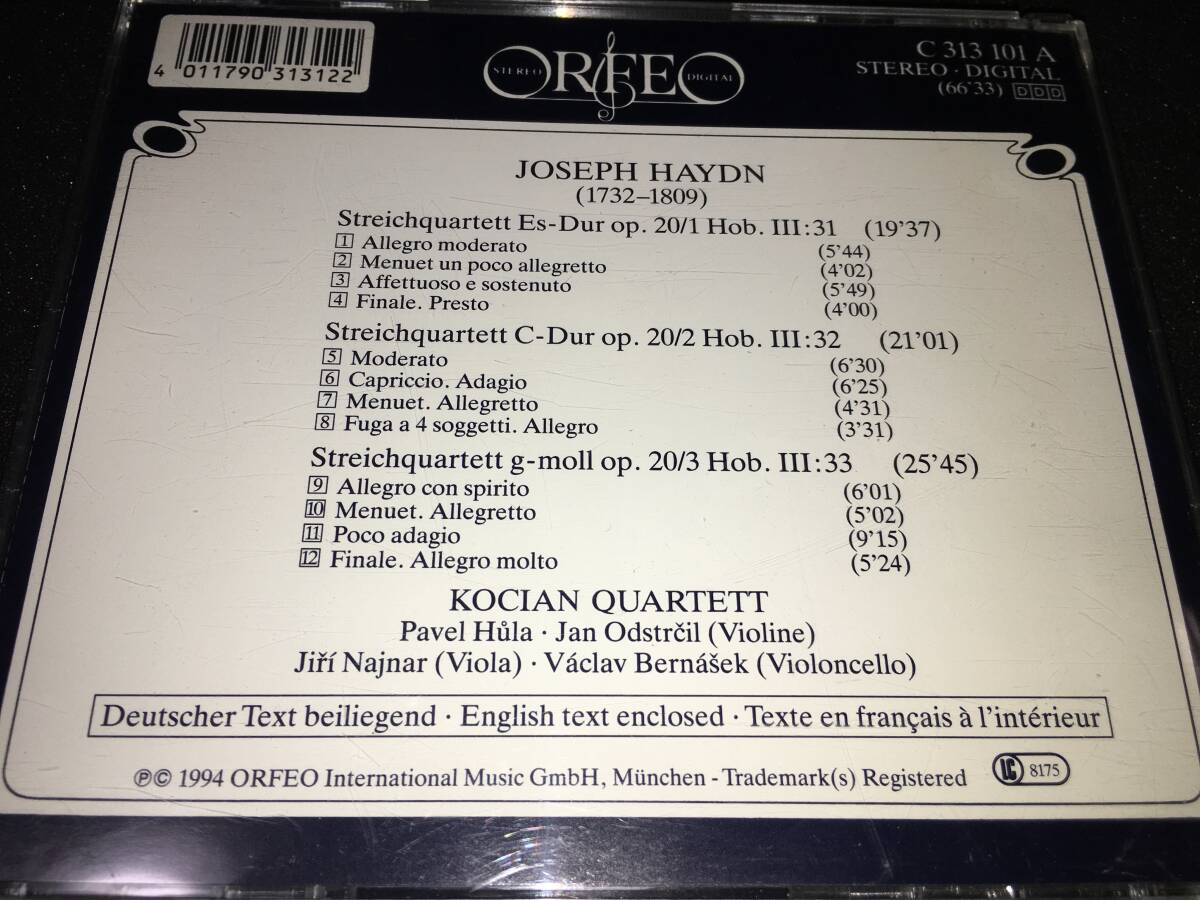 4 011790 313122
STEREO ORFEO DIGITAL
C 313 101 A
STEREO · DIGITAL
(66'33) DDD
JOSEPH HAYDN
(1732–1809)
Streichquartett Es-Dur op. 20/1 Hob. III:31 (19'37)
1 Allegro moderato (5'44)
2 Menuet un poco allegretto (4'02)
3 Affettuoso e sostenuto (5'49)
4 Finale. Presto (4'00)
Streichquartett C-Dur op. 20/2 Hob. III:32 (21'01)
5 Moderato (6'30)
6 Capriccio. Adagio (6'25)
7 Menuet. Allegretto (4'31)
8 Fuga a 4 soggetti. Allegro (3'31)
Streichquartett g-moll op. 20/3 Hob. III:33 (25'45)
9 Allegro con spirito (6'01)
10 Menuet. Allegretto (5'02)
11 Poco adagio (9'15)
12 Finale. Allegro molto (5'24)
KOCIAN QUARTETT
Pavel Hůla · Jan Odstrčil (Violine)
Jiří Najnar (Viola) · Václav Bernášek (Violoncello)
Deutscher Text beiliegend · English text enclosed · Texte en français à l'intérieur
℗© 1994 ORFEO International Music GmbH, München - Trademark(s) Registered
LC 8175